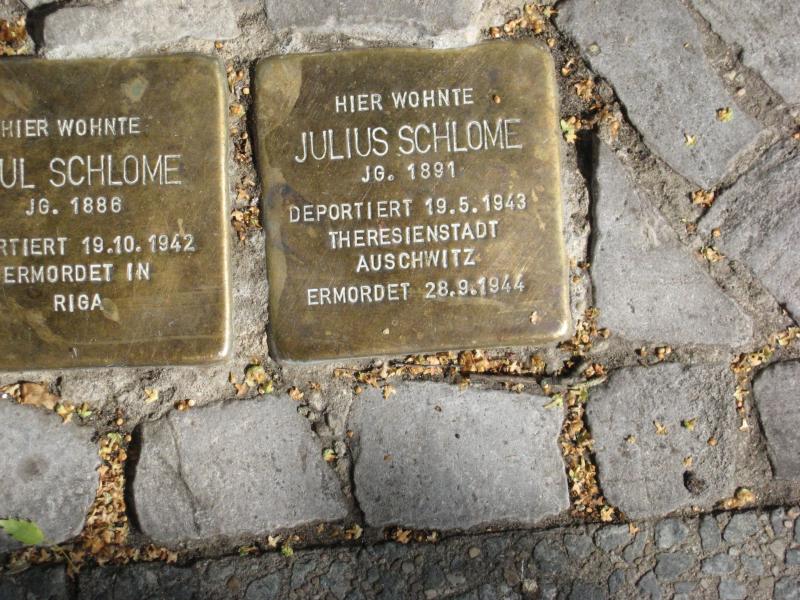 HIER WOHNTE
UL SCHLOME
JG. 1886
RTIERT 19.10.1942
ERMORDET IN
RIGA
HIER WOHNTE
JULIUS SCHLOME
JG. 1891
DEPORTIERT 19.5.1943
THERESIENSTADT
AUSCHWITZ
ERMORDET 28.9.1944